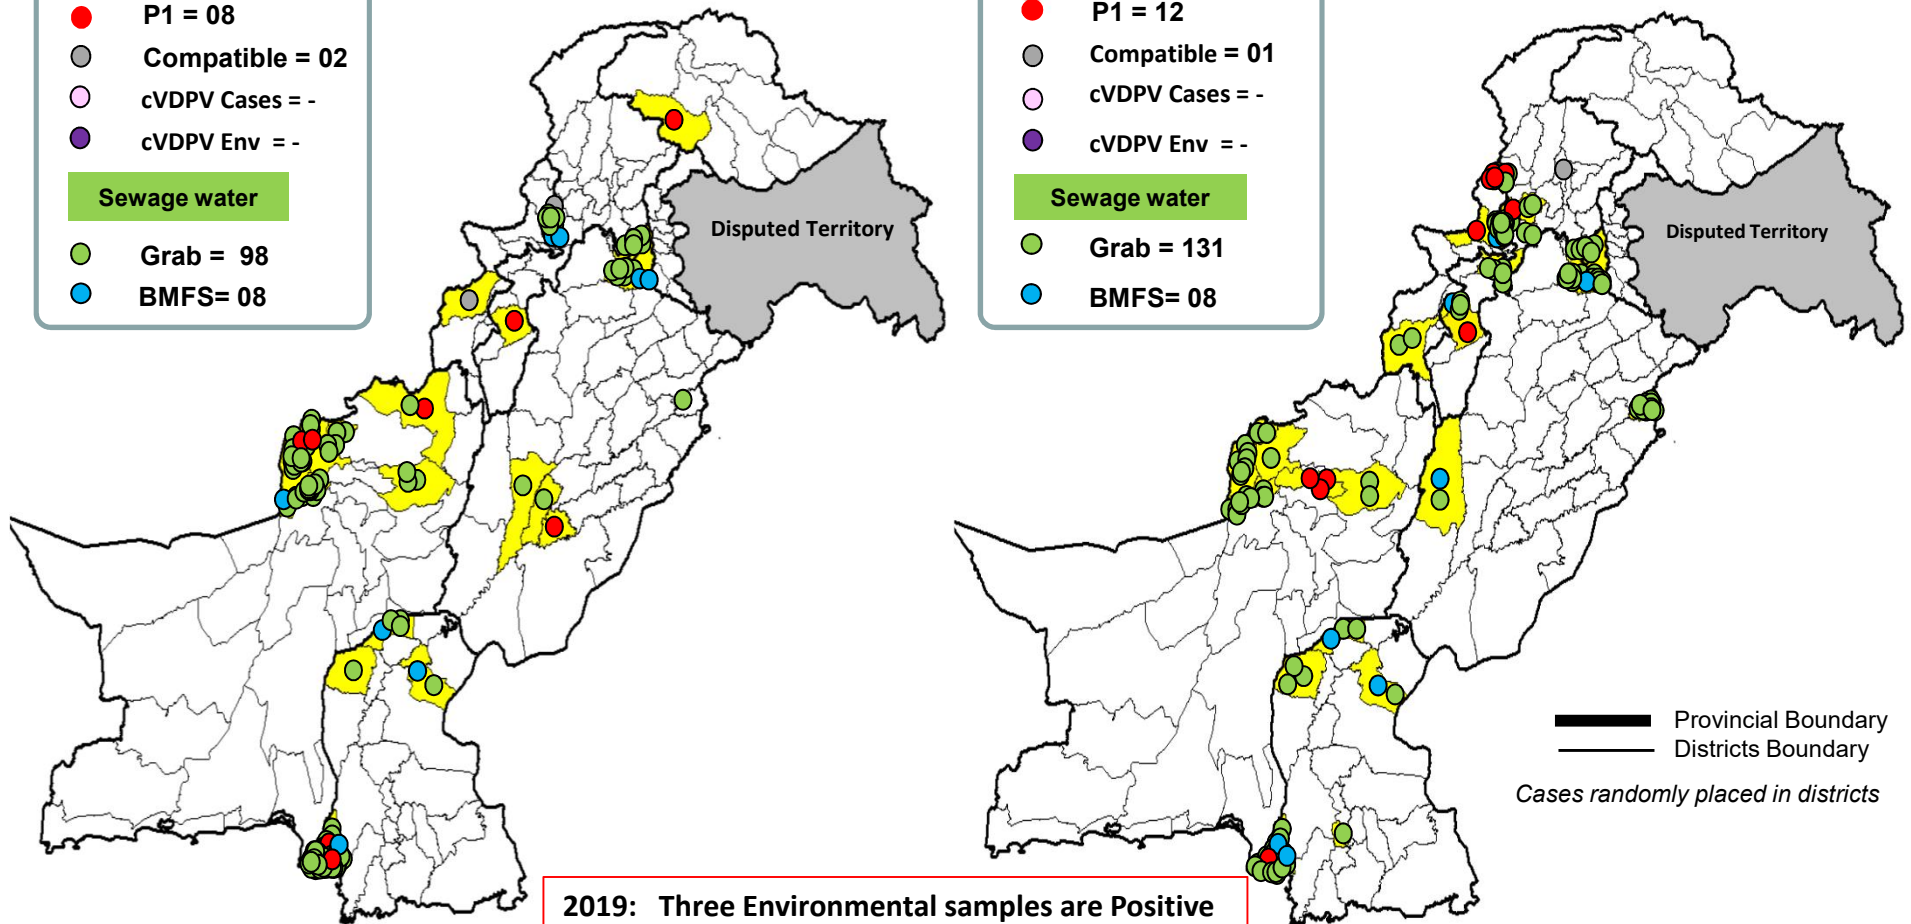 P1 = 08
Compatible = 02
cVDPV Cases = -
cVDPV Env = -
Sewage water
Grab = 98
BMFS= 08
Disputed Territory
P1 = 12
Compatible = 01
cVDPV Cases = -
cVDPV Env = -
Sewage water
Grab = 131
BMFS= 08
Disputed Territory
Provincial Boundary
Districts Boundary
Cases randomly placed in districts
2019: Three Environmental samples are Positive